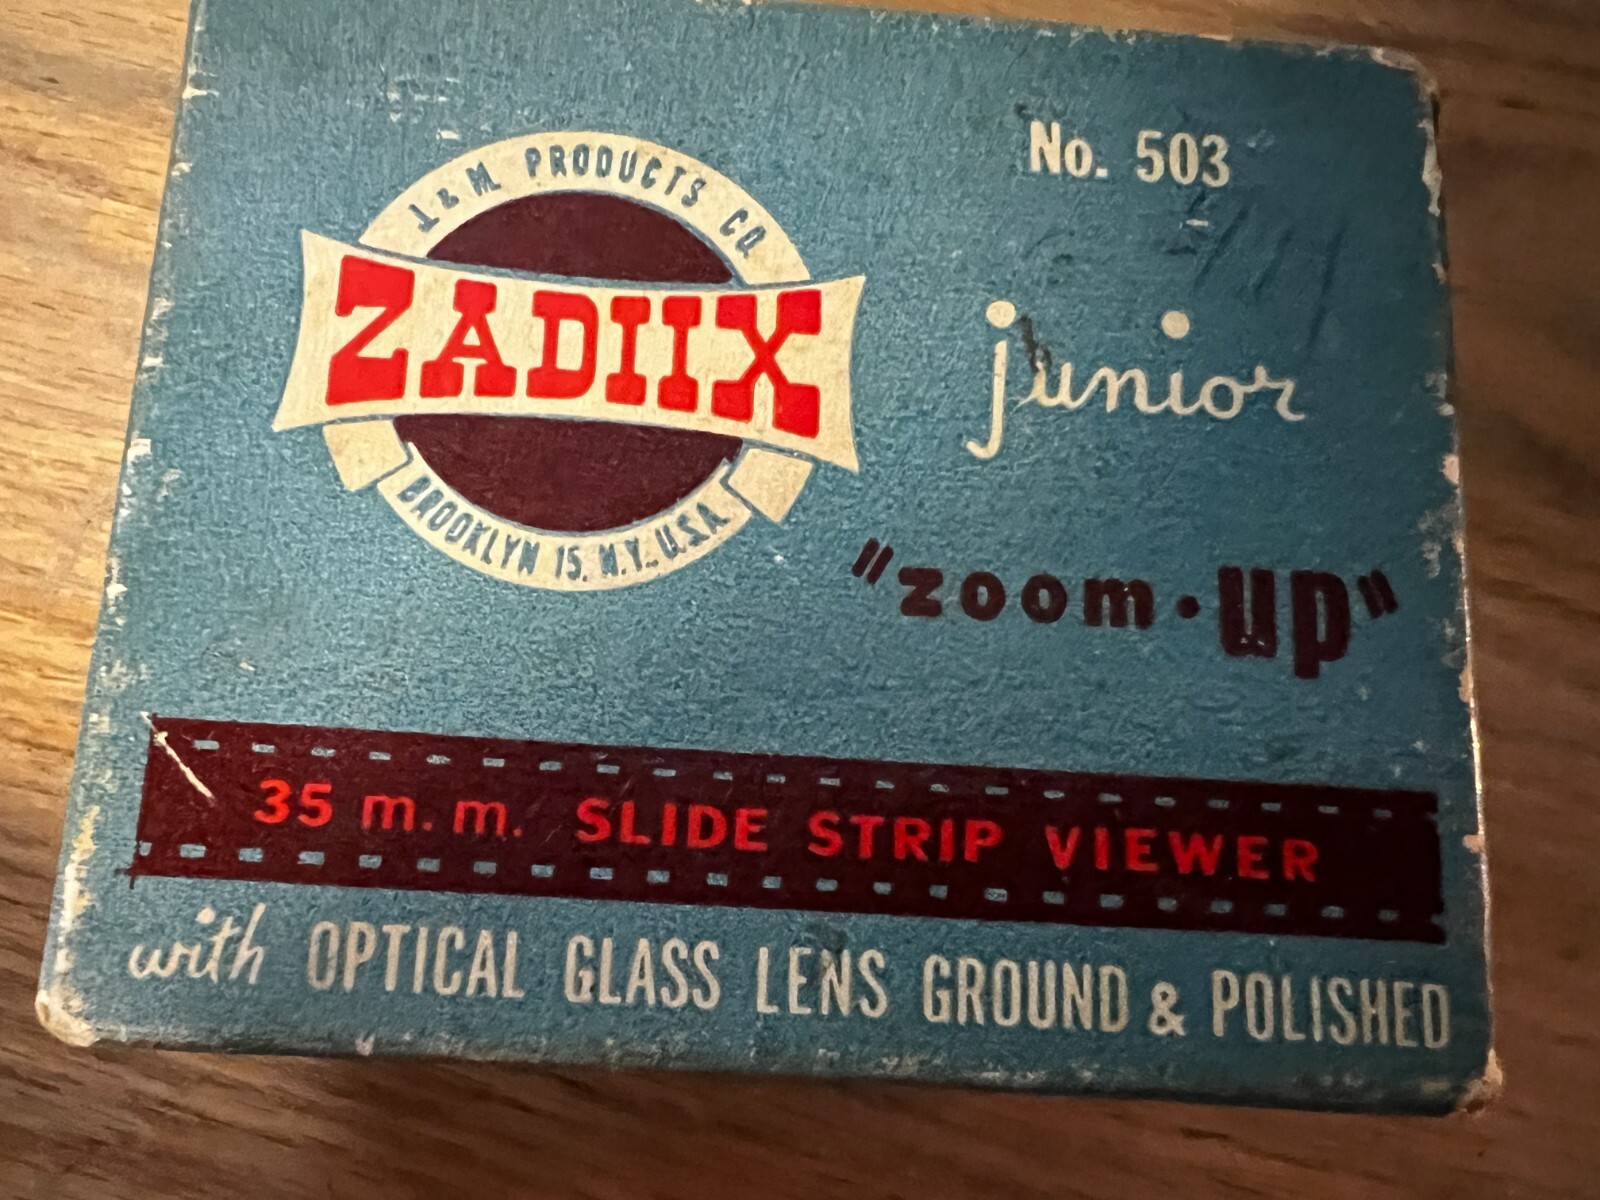 No. 503
J & M PRODUCTS CO.
ZADIIX
BROOKLYN 15, N.Y., U.S.A.
junior
"zoom·up"
35 m.m. SLIDE STRIP VIEWER
with OPTICAL GLASS LENS GROUND & POLISHED